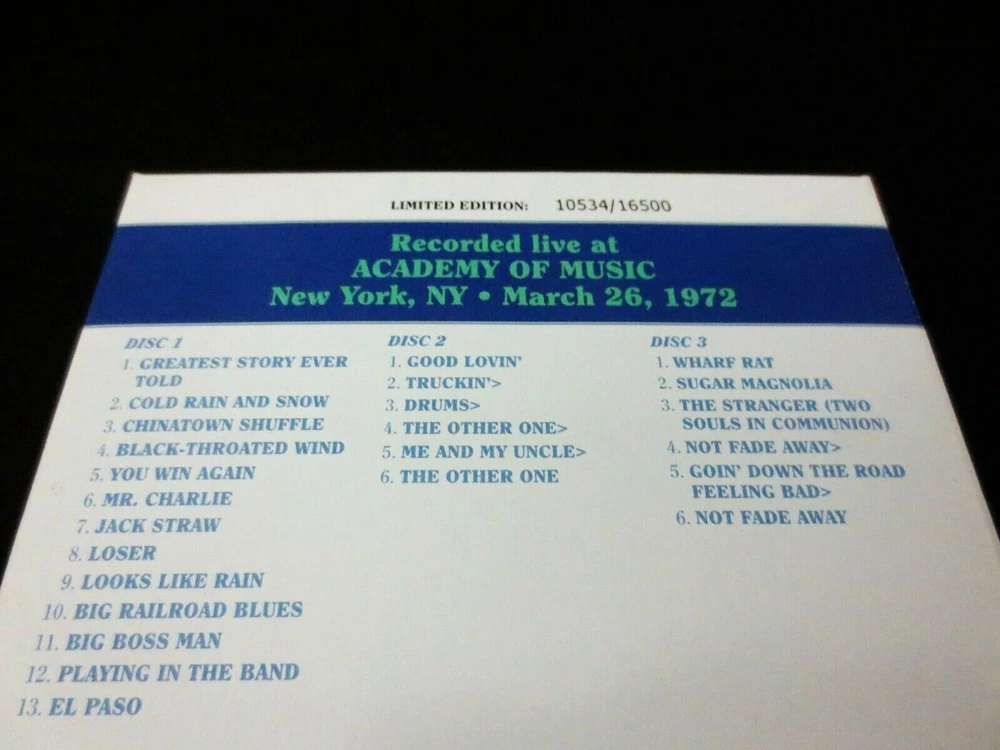 LIMITED EDITION: 10534/16500
Recorded live at
ACADEMY OF MUSIC
New York, NY • March 26, 1972
DISC 1
1. GREATEST STORY EVER
TOLD
2. COLD RAIN AND SNOW
3. CHINATOWN SHUFFLE
4. BLACK-THROATED WIND
5. YOU WIN AGAIN
6. MR. CHARLIE
7. JACK STRAW
8. LOSER
9. LOOKS LIKE RAIN
10. BIG RAILROAD BLUES
11. BIG BOSS MAN
12. PLAYING IN THE BAND
13. EL PASO
DISC 2
1. GOOD LOVIN'
2. TRUCKIN'>
3. DRUMS>
4. THE OTHER ONE>
5. ME AND MY UNCLE>
6. THE OTHER ONE
DISC 3
1. WHARF RAT
2. SUGAR MAGNOLIA
3. THE STRANGER (TWO
SOULS IN COMMUNION)
4. NOT FADE AWAY>
5. GOIN' DOWN THE ROAD
FEELING BAD>
6. NOT FADE AWAY